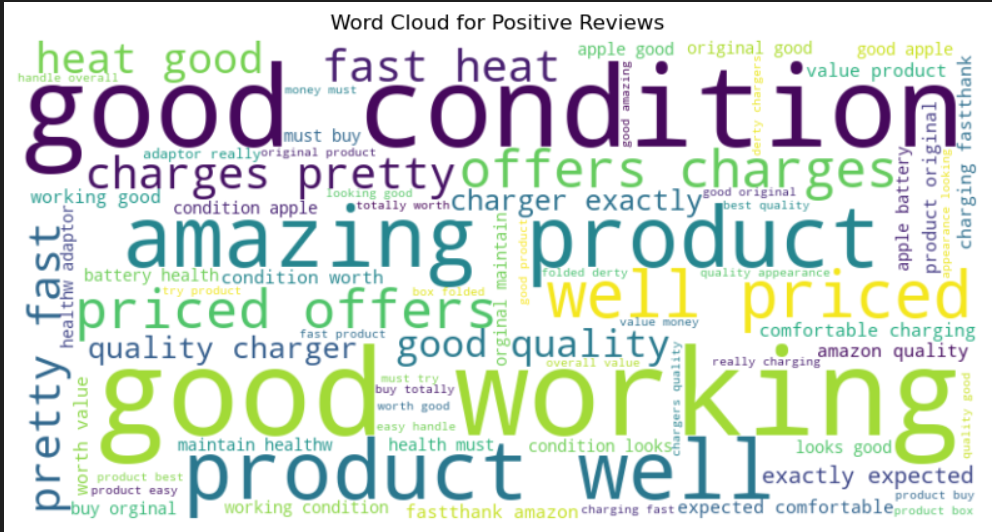 Word Cloud for Positive Reviews
heat good
fast heat
apple good
original good
good apple
handle overall
money must
value product
good condition
good amazing
derty chargers
charging fastthank
must buy
adaptor really
original product
charges pretty
offers charges
working good
looking good
good original
condition apple
totally worth
charger exactly
best quality
apple battery
product original
appearance looking
amazing product
healthw adaptor
pretty fast
battery health
condition worth
orginal maintain
good product
folded derty
quality appearance
try product
box folded
priced offers
well priced
fast product
value money
comfortable charging
quality charger
good quality
amazon quality
overall value
really charging
good working
must try
buy totally
worth good
easy handle
chargers quality
worth value
quality good
maintain healthw
health must
condition looks
looks good
product well
product best
product easy
exactly expected
product buy
buy orginal
working condition
fastthank amazon
charging fast
expected comfortable
product box